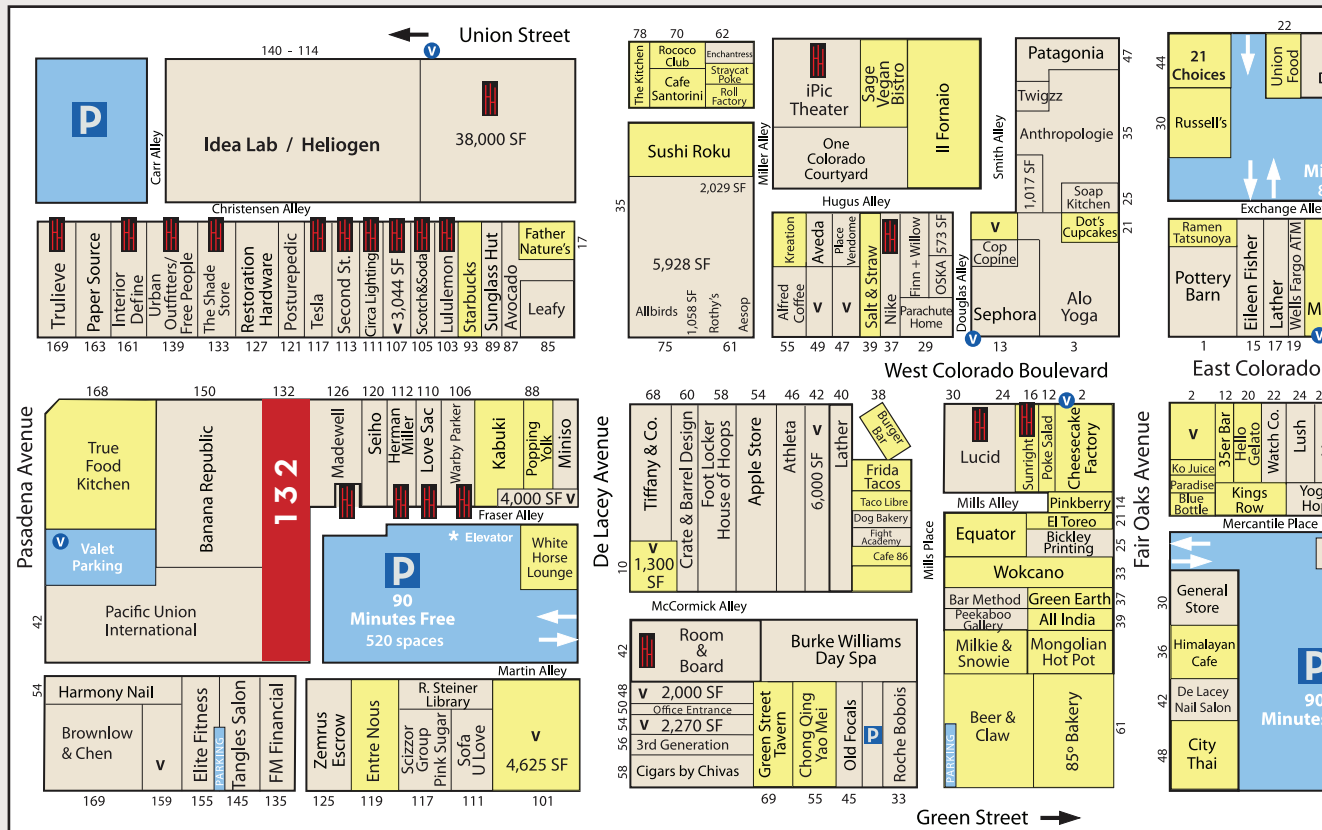 Union Street
V
140 - 114
P
Carr Alley
Idea Lab / Heliogen
38,000 SF
Christensen Alley
Trulieve
Paper Source
Interior
Define
Urban
Outfitters/
Free People
The Shade
Store
Restoration
Hardware
Posturepedic
Tesla
Second St.
Circa Lighting
V 3,044 SF
Scotch&Soda
Lululemon
Starbucks
Sunglass Hut
Avocado
Father
Nature's
Leafy
17
169
163
161
139
133
127
121
117
113
111
107
105
103
93
89
87
85
78
70
62
The Kitchen
Rococo
Club
Cafe
Santorini
Enchantress
Straycat
Poke
Roll
Factory
Sushi Roku
2,029 SF
35
5,928 SF
Allbirds
1,058 SF
Rothy's
Aesop
75
61
Miller Alley
iPic
Theater
Sage
Vegan
Bistro
Il Fornaio
One
Colorado
Courtyard
Hugus Alley
Kreation
Alfred
Coffee
Aveda
V
Place
Vendome
V
Salt & Straw
Nike
Finn + Willow
OSKA
573 SF
Parachute
Home
55
49
47
39
37
29
Douglas Alley
Smith Alley
Patagonia
47
Twigzz
Anthropologie
35
1,017 SF
Soap
Kitchen
25
V
Dot's
Cupcakes
21
Cop
Copine
Sephora
Alo
Yoga
V
13
3
22
44
21
Choices
Union
Food
D
Russell's
30
Mi
8
Exchange Alle
Ramen
Tatsunoya
Pottery
Barn
Eileen Fisher
Lather
Wells Fargo ATM
M
V
1
15
17
19
West Colorado Boulevard
East Colorado
Pasadena Avenue
168
150
132
126
120
112
110
106
88
True
Food
Kitchen
Banana Republic
132
Madewell
Seiho
Herman
Miller
Love Sac
Warby Parker
Kabuki
Popping
Yolk
Miniso
4,000 SF V
Fraser Alley
V
Valet
Parking
* Elevator
White
Horse
Lounge
P
90
Minutes Free
520 spaces
42
Pacific Union
International
Martin Alley
54
Harmony Nail
Brownlow
& Chen
V
Elite Fitness
PARKING
Tangles Salon
FM Financial
169
159
155
145
135
Zemrus
Escrow
Entre Nous
R. Steiner
Library
Scizzor
Group
Pink Sugar
Sofa
U Love
V
4,625 SF
125
119
117
111
101
De Lacey Avenue
68
60
58
54
46
42
40
38
Tiffany & Co.
V
1,300
SF
10
Crate & Barrel Design
Foot Locker
House of Hoops
Apple Store
Athleta
V
6,000 SF
Lather
Burger
Bar
Frida
Tacos
Taco Libre
Dog Bakery
Fight
Academy
Cafe 86
McCormick Alley
42
Room
&
Board
Burke Williams
Day Spa
48
V 2,000 SF
50
Office Entrance
54
V 2,270 SF
56
3rd Generation
58
Cigars by Chivas
Green Street
Tavern
Chong Qing
Yao Mei
Old Focals
P
Roche Bobois
69
55
45
33
Mills Place
30
24
16
12
V
2
Lucid
Sunright
Poke Salad
Cheesecake
Factory
Mills Alley
Pinkberry
14
Equator
El Toreo
21
Bickley
Printing
25
Wokcano
33
Bar Method
Green Earth
37
Peekaboo
Gallery
All India
39
Milkie &
Snowie
Mongolian
Hot Pot
Beer &
Claw
85º Bakery
61
PARKING
Green Street
Fair Oaks Avenue
2
12
20
22
24
2
V
35er Bar
Hello
Gelato
Watch Co.
Lush
Ko Juice
Paradise
Blue
Bottle
Kings
Row
Yog
Hop
Mercantile Place
General
Store
30
Himalayan
Cafe
36
De Lacey
Nail Salon
42
City
Thai
48
P
90
Minutes